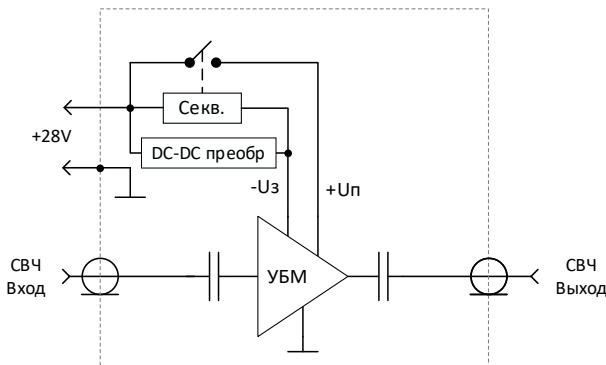 Секв.
+28V
DC-DC преобр
-Uз
+Uп
СВЧ
Вход
УБМ
СВЧ
Выход